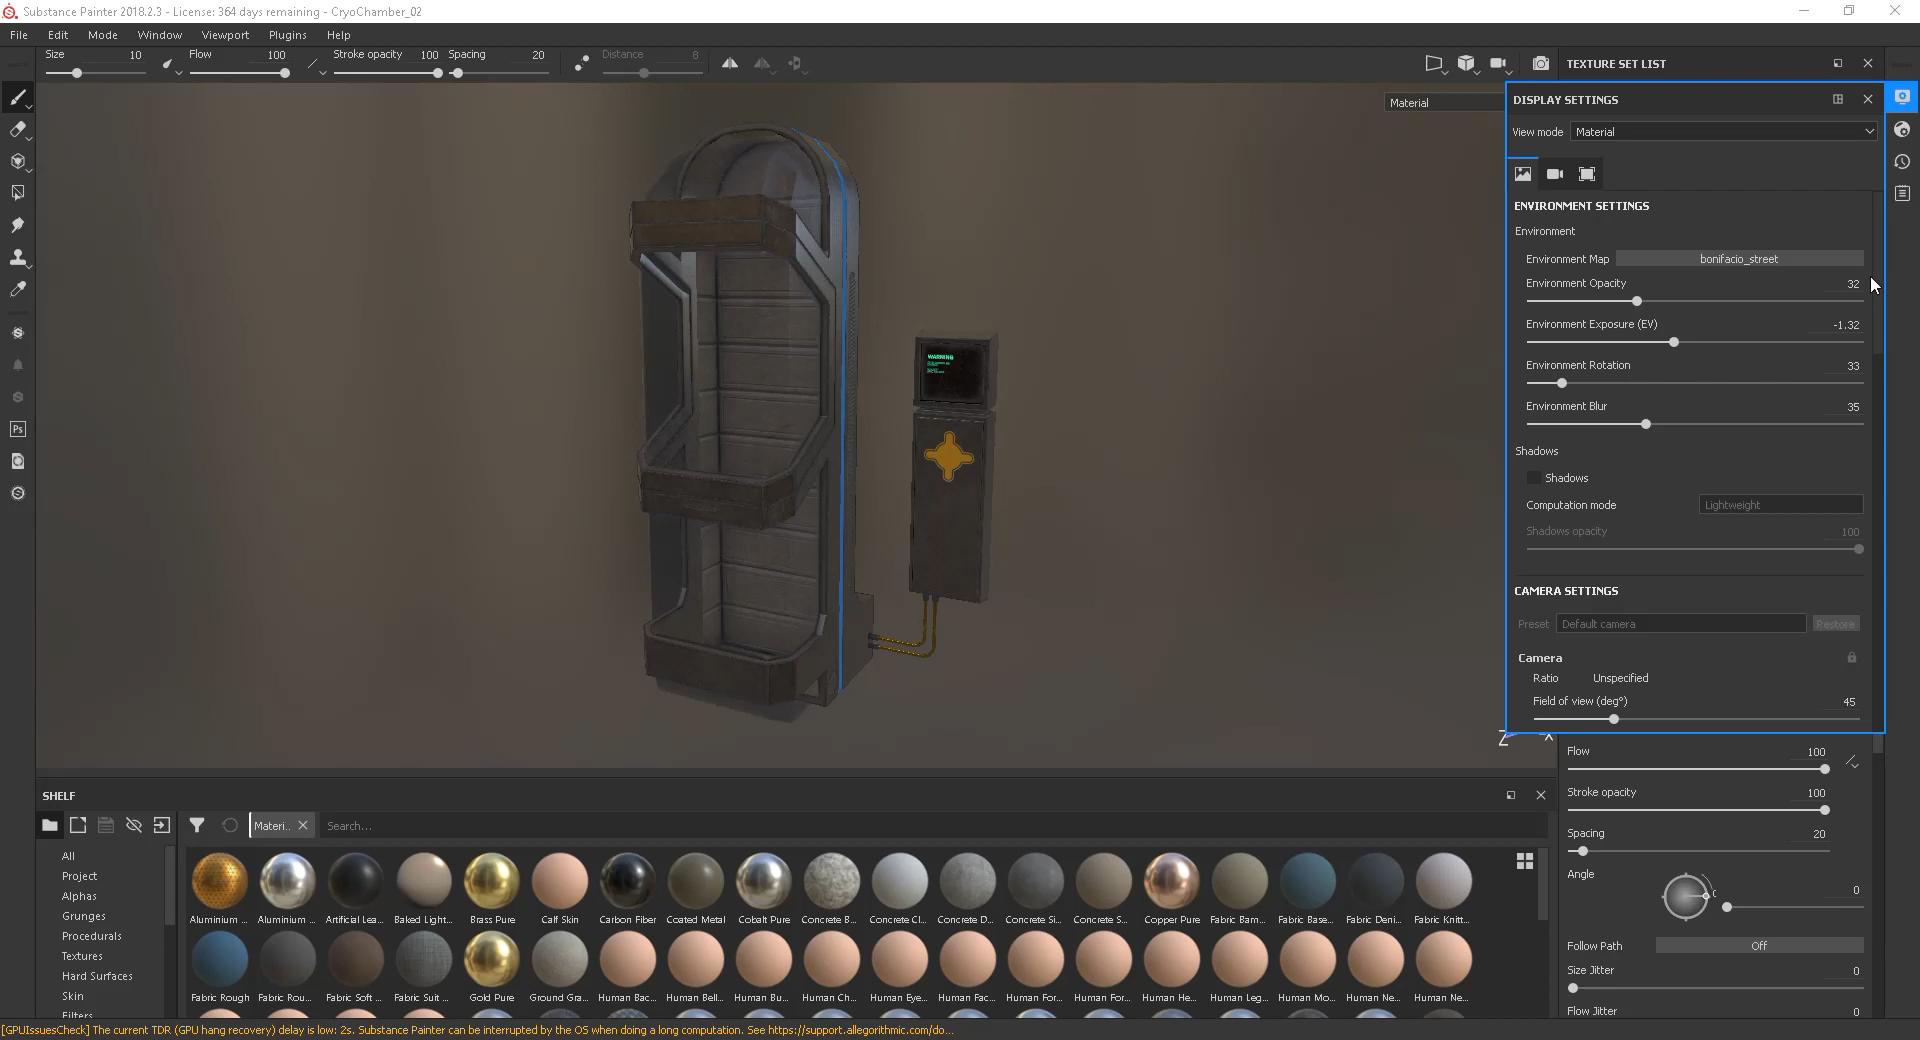 Substance Painter 2018.2.3 - License: 364 days remaining - CryoChamber_02
File Edit Mode Window Viewport Plugins Help
Size 10 Flow 100 Stroke opacity 100 Spacing 20 Distance 8
TEXTURE SET LIST
Material
DISPLAY SETTINGS
View mode Material
ENVIRONMENT SETTINGS
Environment
Environment Map bonifacio_street
Environment Opacity 32
Environment Exposure (EV) -1.32
Environment Rotation 33
Environment Blur 35
Shadows
Shadows
Computation mode Lightweight
Shadows opacity 100
CAMERA SETTINGS
Preset Default camera Restore
Camera
Ratio Unspecified
Field of view (deg°) 45
WARNING
Ps
Z X
Flow 100
Stroke opacity 100
Spacing 20
Angle 0
Follow Path Off
Size Jitter 0
Flow Jitter 0
SHELF
Materi.. Search...
All
Project
Alphas
Grunges
Procedurals
Textures
Hard Surfaces
Skin
Filters
Aluminium ... Aluminium ... Artificial Lea... Baked Light... Brass Pure Calf Skin Carbon Fiber Coated Metal Cobalt Pure Concrete B... Concrete Cl... Concrete D... Concrete Si... Concrete S... Copper Pure Fabric Bam... Fabric Base... Fabric Deni... Fabric Knitt...
Fabric Rough Fabric Rou... Fabric Soft ... Fabric Suit ... Gold Pure Ground Gra... Human Bac... Human Bell... Human Bu... Human Ch... Human Eye... Human Fac... Human For... Human For... Human He... Human Leg... Human Mo... Human Ne... Human Ne...
[GPUIssuesCheck] The current TDR (GPU hang recovery) delay is low: 2s. Substance Painter can be interrupted by the OS when doing a long computation. See https://support.allegorithmic.com/do...